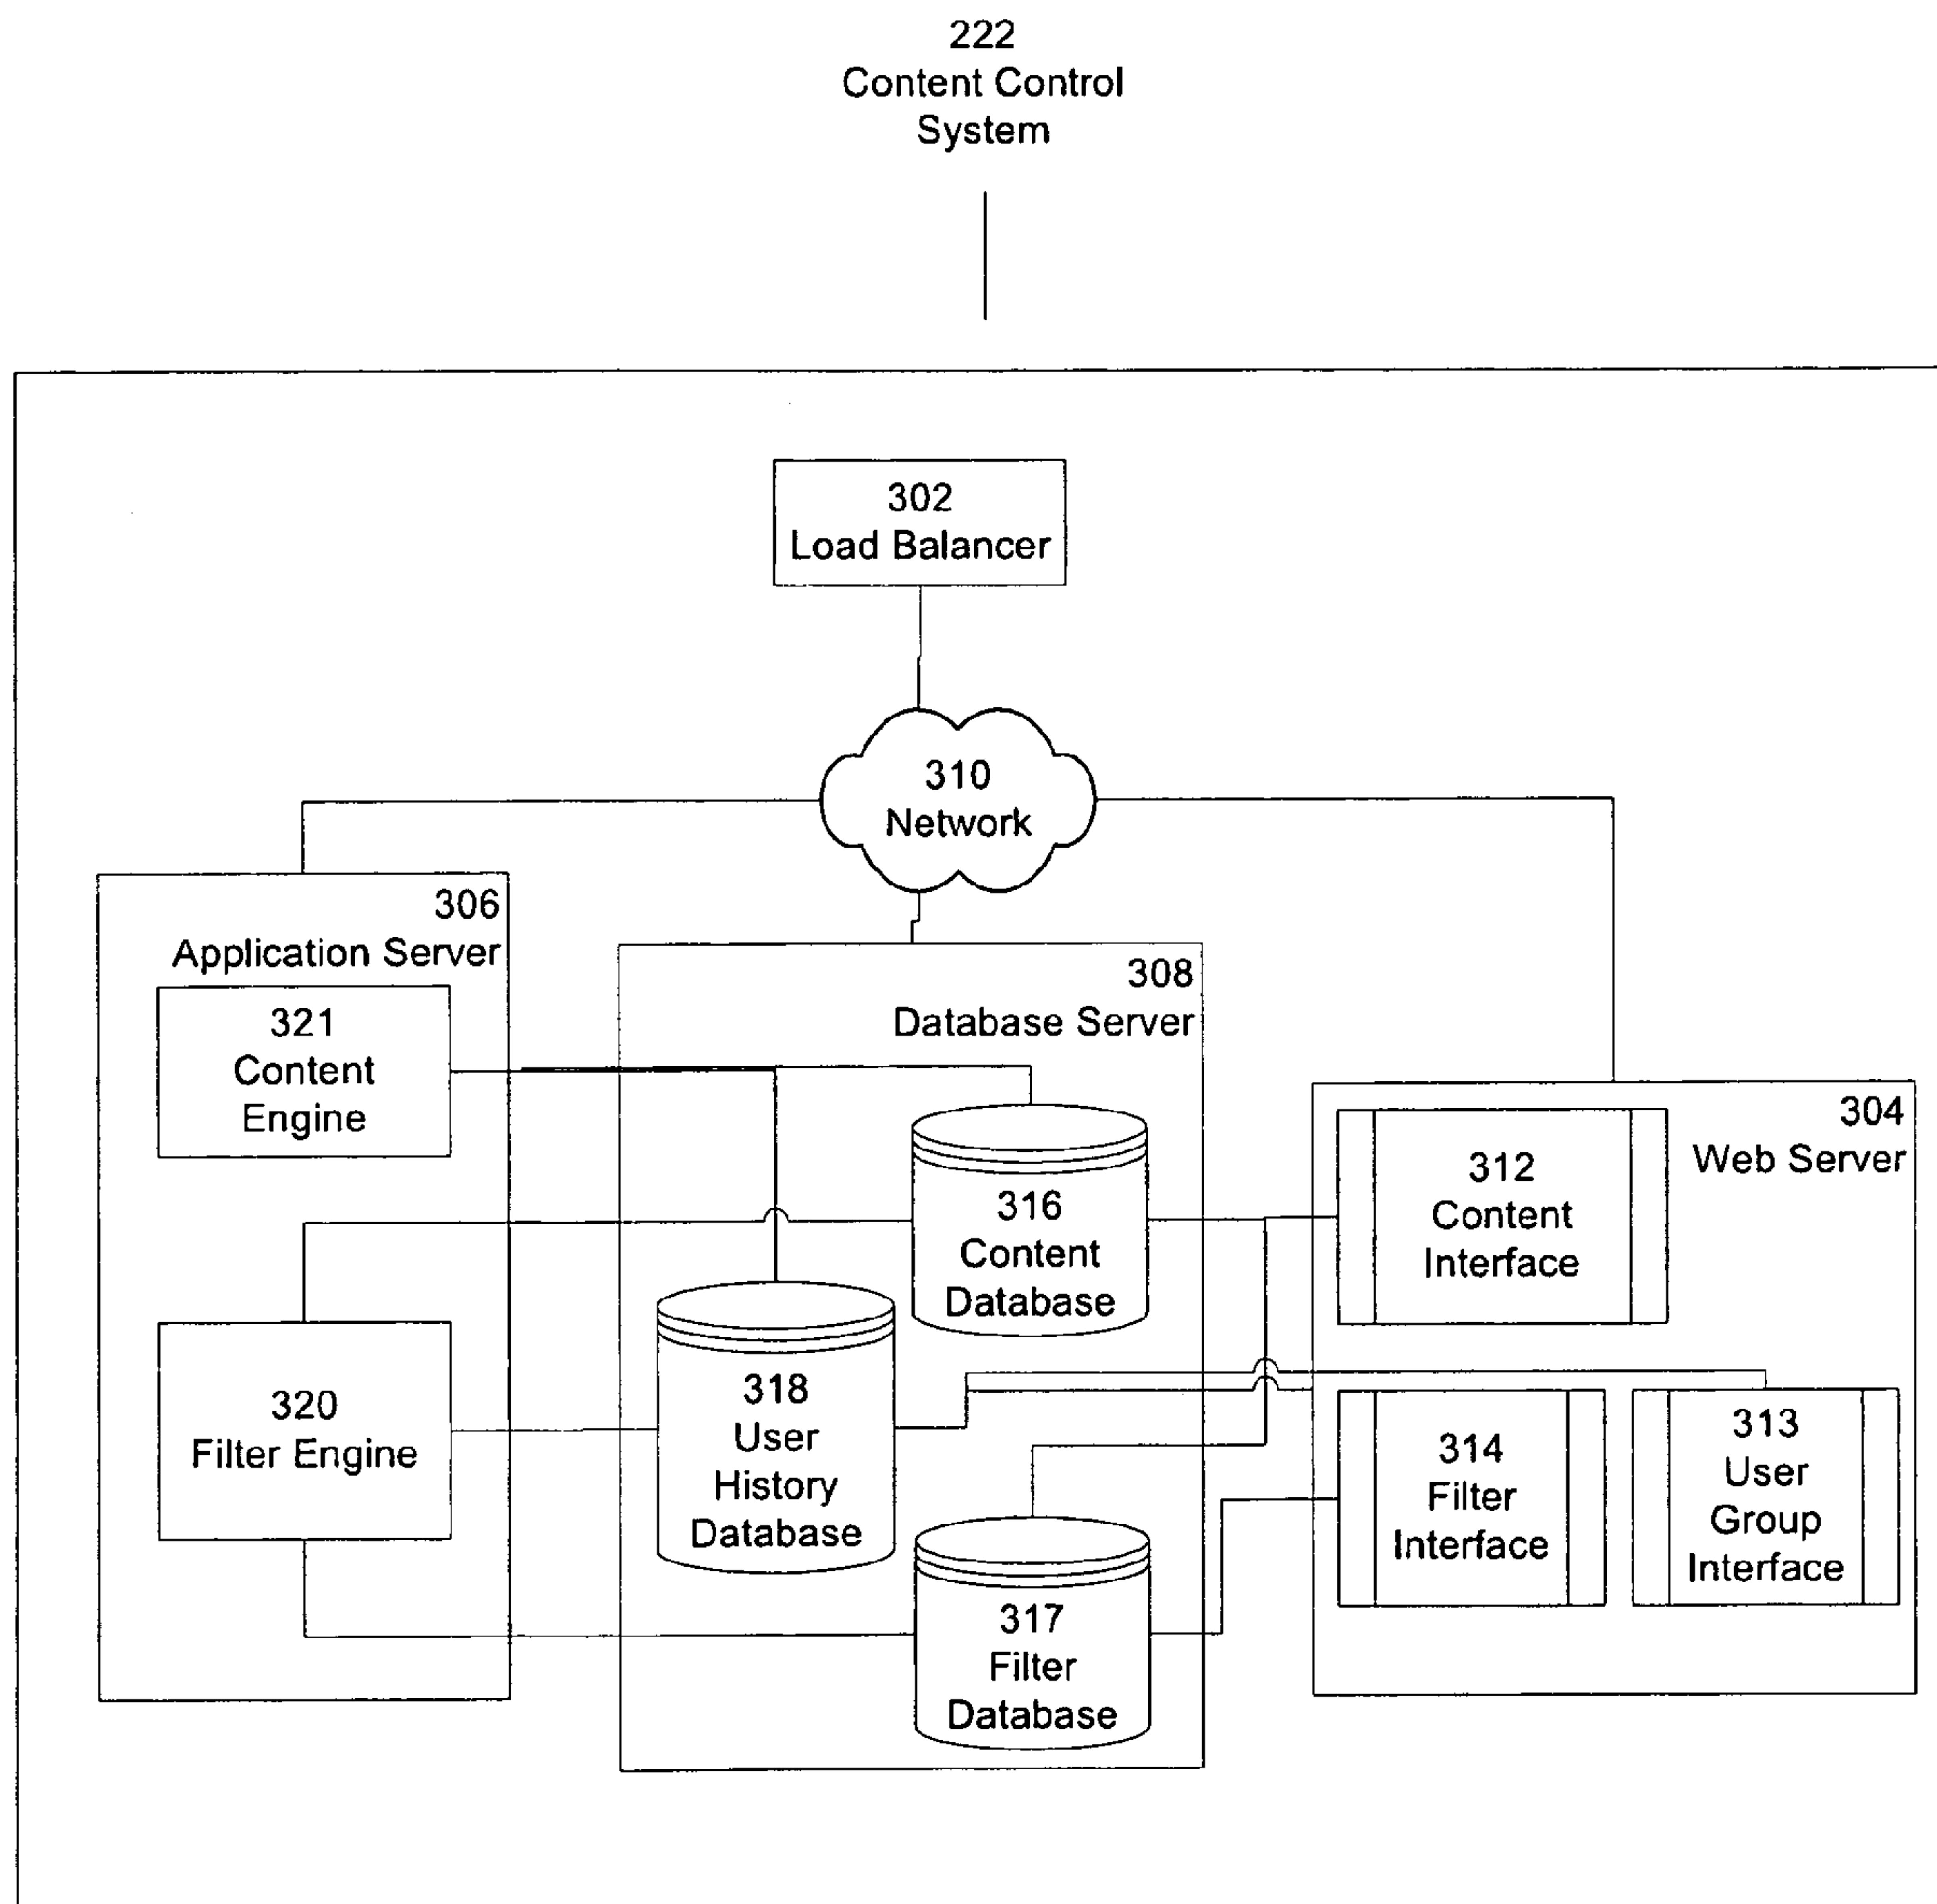 222
Content Control
System
302
Load Balancer
310
Network
306
Application Server
308
Database Server
321
Content
Engine
304
Web Server
312
Content
Interface
316
Content
Database
320
Filter Engine
318
User
History
Database
314
Filter
Interface
313
User
Group
Interface
317
Filter
Database